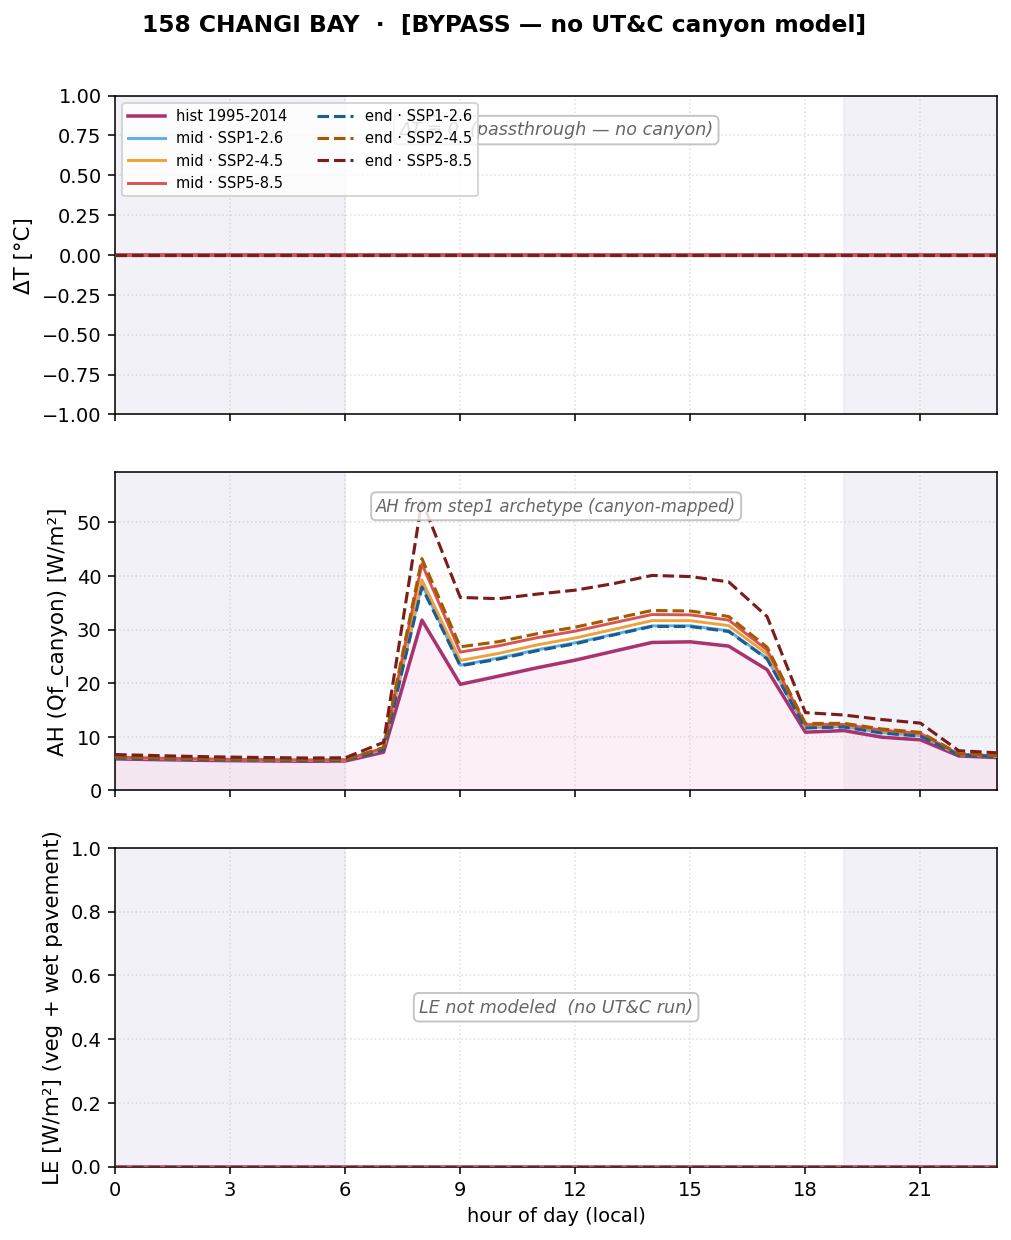 158 CHANGI BAY · [BYPASS — no UT&C canyon model]
hist 1995-2014
mid · SSP1-2.6
mid · SSP2-4.5
mid · SSP5-8.5
end · SSP1-2.6
end · SSP2-4.5
end · SSP5-8.5
(passthrough — no canyon)
1.00
0.75
0.50
0.25
0.00
−0.25
−0.50
−0.75
−1.00
ΔT [°C]
AH from step1 archetype (canyon-mapped)
50
40
30
20
10
0
AH (Qf_canyon) [W/m²]
LE not modeled (no UT&C run)
1.0
0.8
0.6
0.4
0.2
0.0
LE [W/m²] (veg + wet pavement)
0 3 6 9 12 15 18 21
hour of day (local)